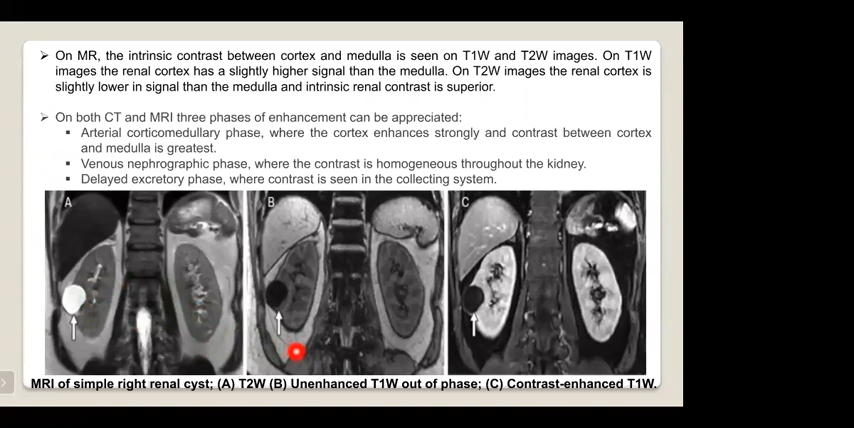 ➢ On MR, the intrinsic contrast between cortex and medulla is seen on T1W and T2W images. On T1W
images the renal cortex has a slightly higher signal than the medulla. On T2W images the renal cortex is
slightly lower in signal than the medulla and intrinsic renal contrast is superior.
➢ On both CT and MRI three phases of enhancement can be appreciated:
▪ Arterial corticomedullary phase, where the cortex enhances strongly and contrast between cortex
and medulla is greatest.
▪ Venous nephrographic phase, where the contrast is homogeneous throughout the kidney.
▪ Delayed excretory phase, where contrast is seen in the collecting system.
A B C
MRI of simple right renal cyst; (A) T2W (B) Unenhanced T1W out of phase; (C) Contrast-enhanced T1W.